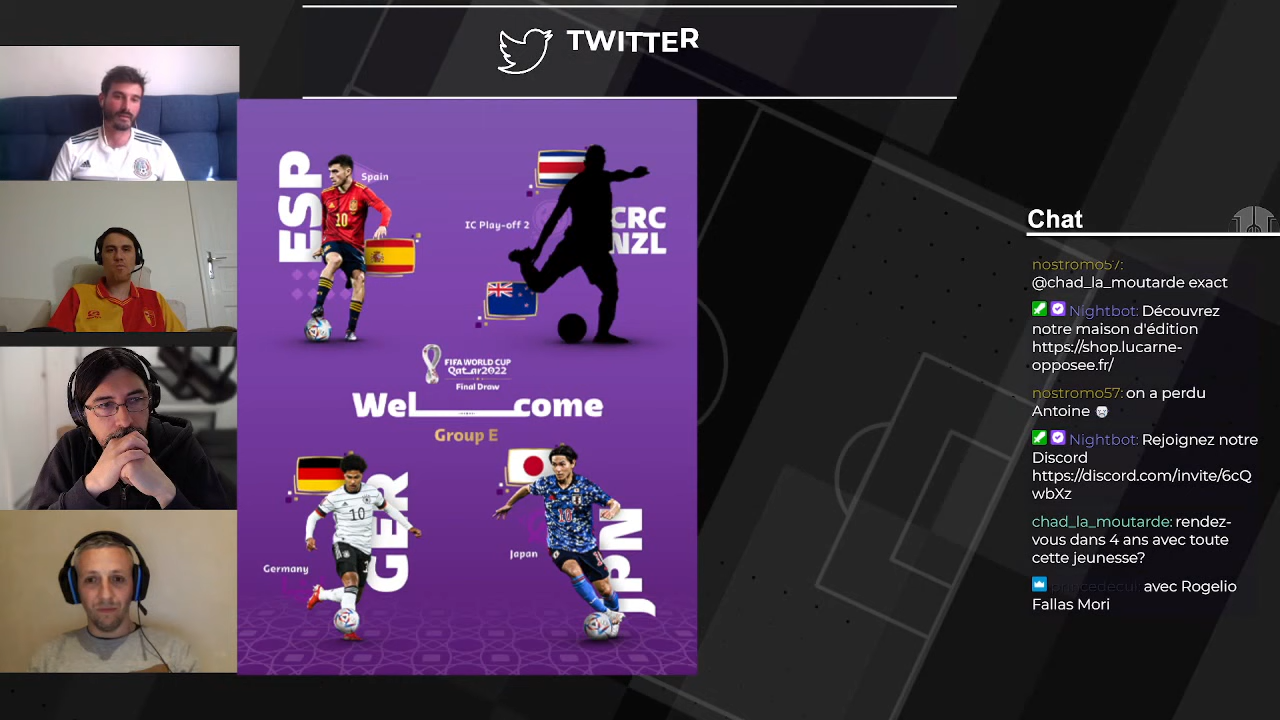 TWITTER
ESP
Spain
10
IC Play-off 2
CRC
NZL
FIFA WORLD CUP
Qatar2022
Final Draw
Wel come
Group E
GER
Germany
10
JPN
Japan
10
Chat
nostromo57:
@chad_la_moutarde exact
Nightbot: Découvrez
notre maison d'édition
https://shop.lucarne-
opposee.fr/
nostromo57: on a perdu
Antoine
Nightbot: Rejoignez notre
Discord
https://discord.com/invite/6cQ
wbXz
chad_la_moutarde: rendez-
vous dans 4 ans avec toute
cette jeunesse?
avec Rogelio
Fallas Mori